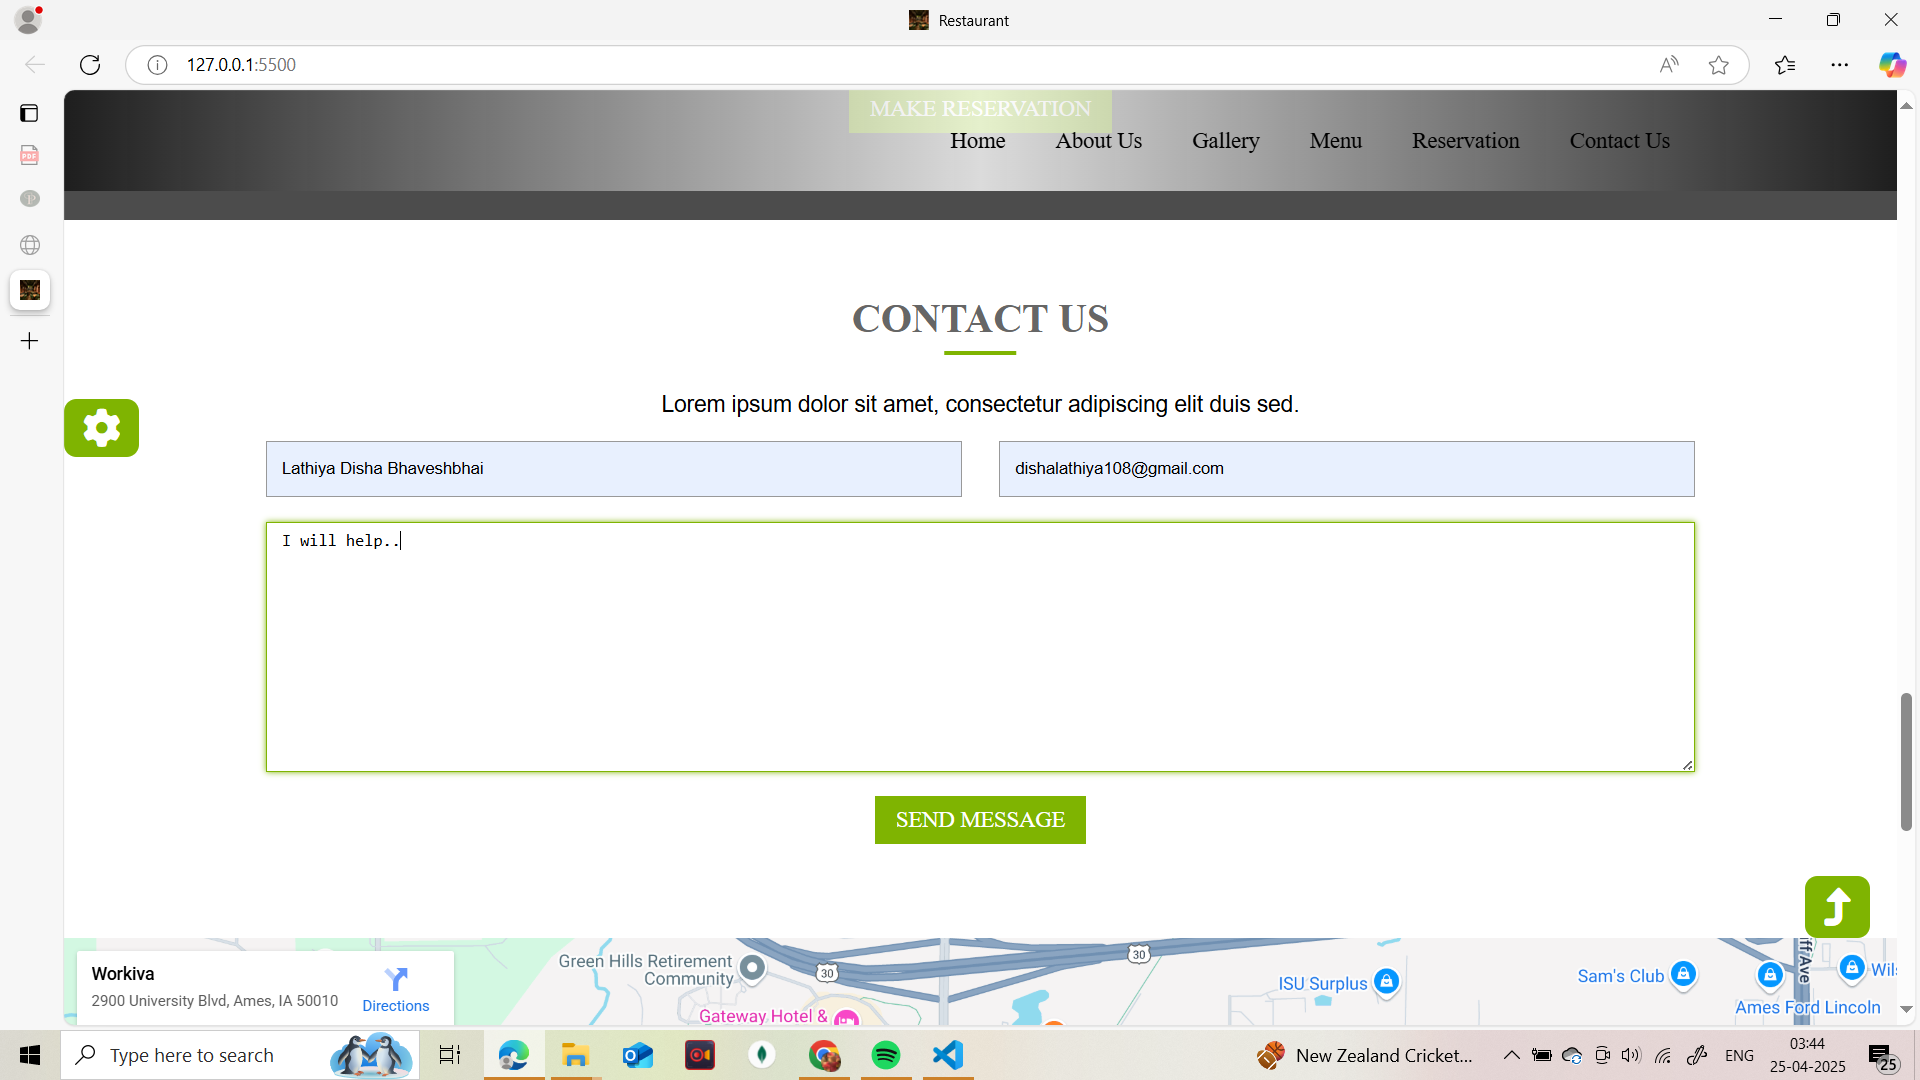 Restaurant
127.0.0.1:5500
MAKE RESERVATION
Home About Us Gallery Menu Reservation Contact Us
CONTACT US
Lorem ipsum dolor sit amet, consectetur adipiscing elit duis sed.
Lathiya Disha Bhaveshbhai dishalathiya108@gmail.com
I will help..
SEND MESSAGE
Workiva
2900 University Blvd, Ames, IA 50010
Directions
Green Hills Retirement
Community
30
30
ISU Surplus
Sam's Club
Ames Ford Lincoln
Gateway Hotel &
Type here to search
New Zealand Cricket...
ENG
03:44
25-04-2025
25